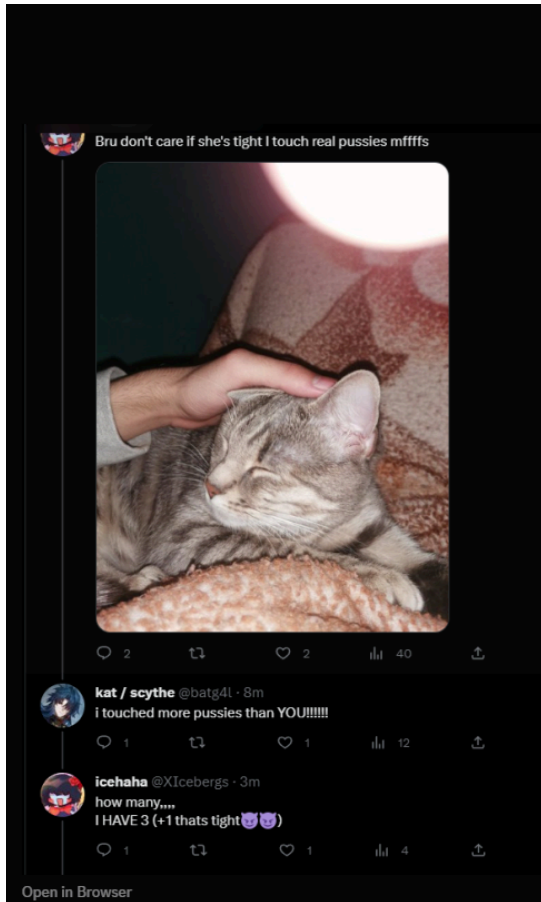 Bru don't care if she's tight I touch real pussies mffffs
2 2 40
kat / scythe @batg4l · 8m
i touched more pussies than YOU!!!!!!
1 1 12
icehaha @XIcebergs · 3m
how many,,,,
I HAVE 3 (+1 thats tight😈😈)
1 1 4
Open in Browser